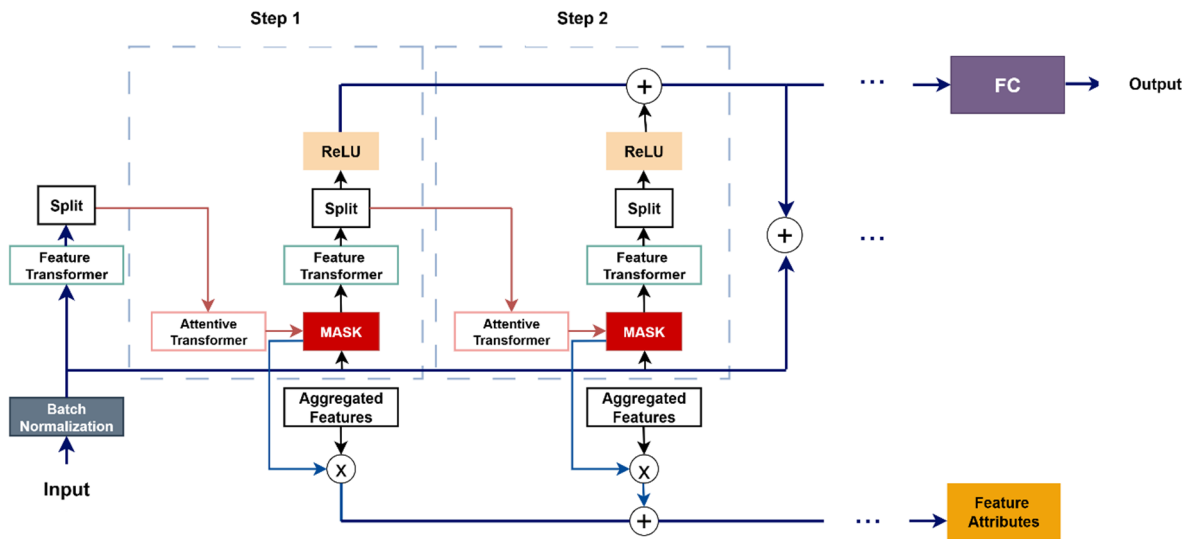 Step 1
Step 2
+
...
FC
Output
ReLU
ReLU
Split
Split
Split
+
...
Feature
Transformer
Feature
Transformer
Feature
Transformer
Attentive
Transformer
MASK
Attentive
Transformer
MASK
Batch
Normalization
Aggregated
Features
Aggregated
Features
Input
X
X
+
...
Feature
Attributes